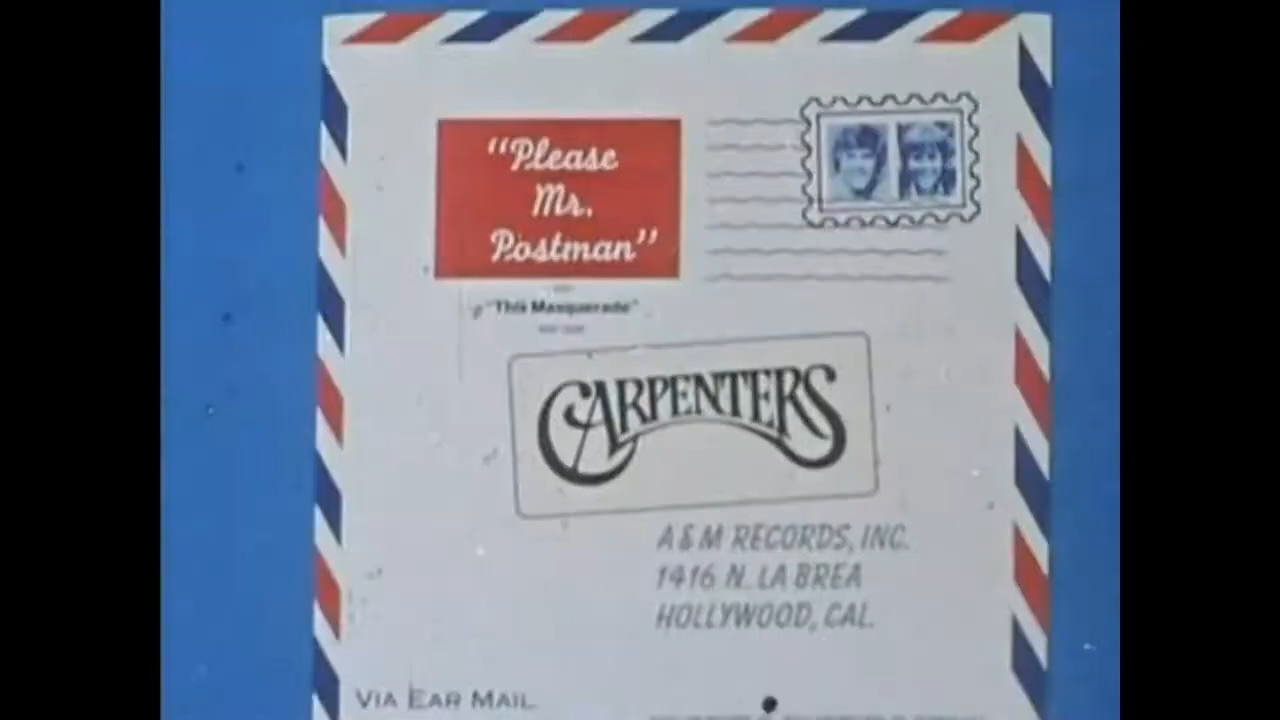 "Please
Mr.
Postman"
"This Masquerade"
CARPENTERS
A&M RECORDS, INC.
1416 N. LA BREA
HOLLYWOOD, CAL.
VIA EAR MAIL